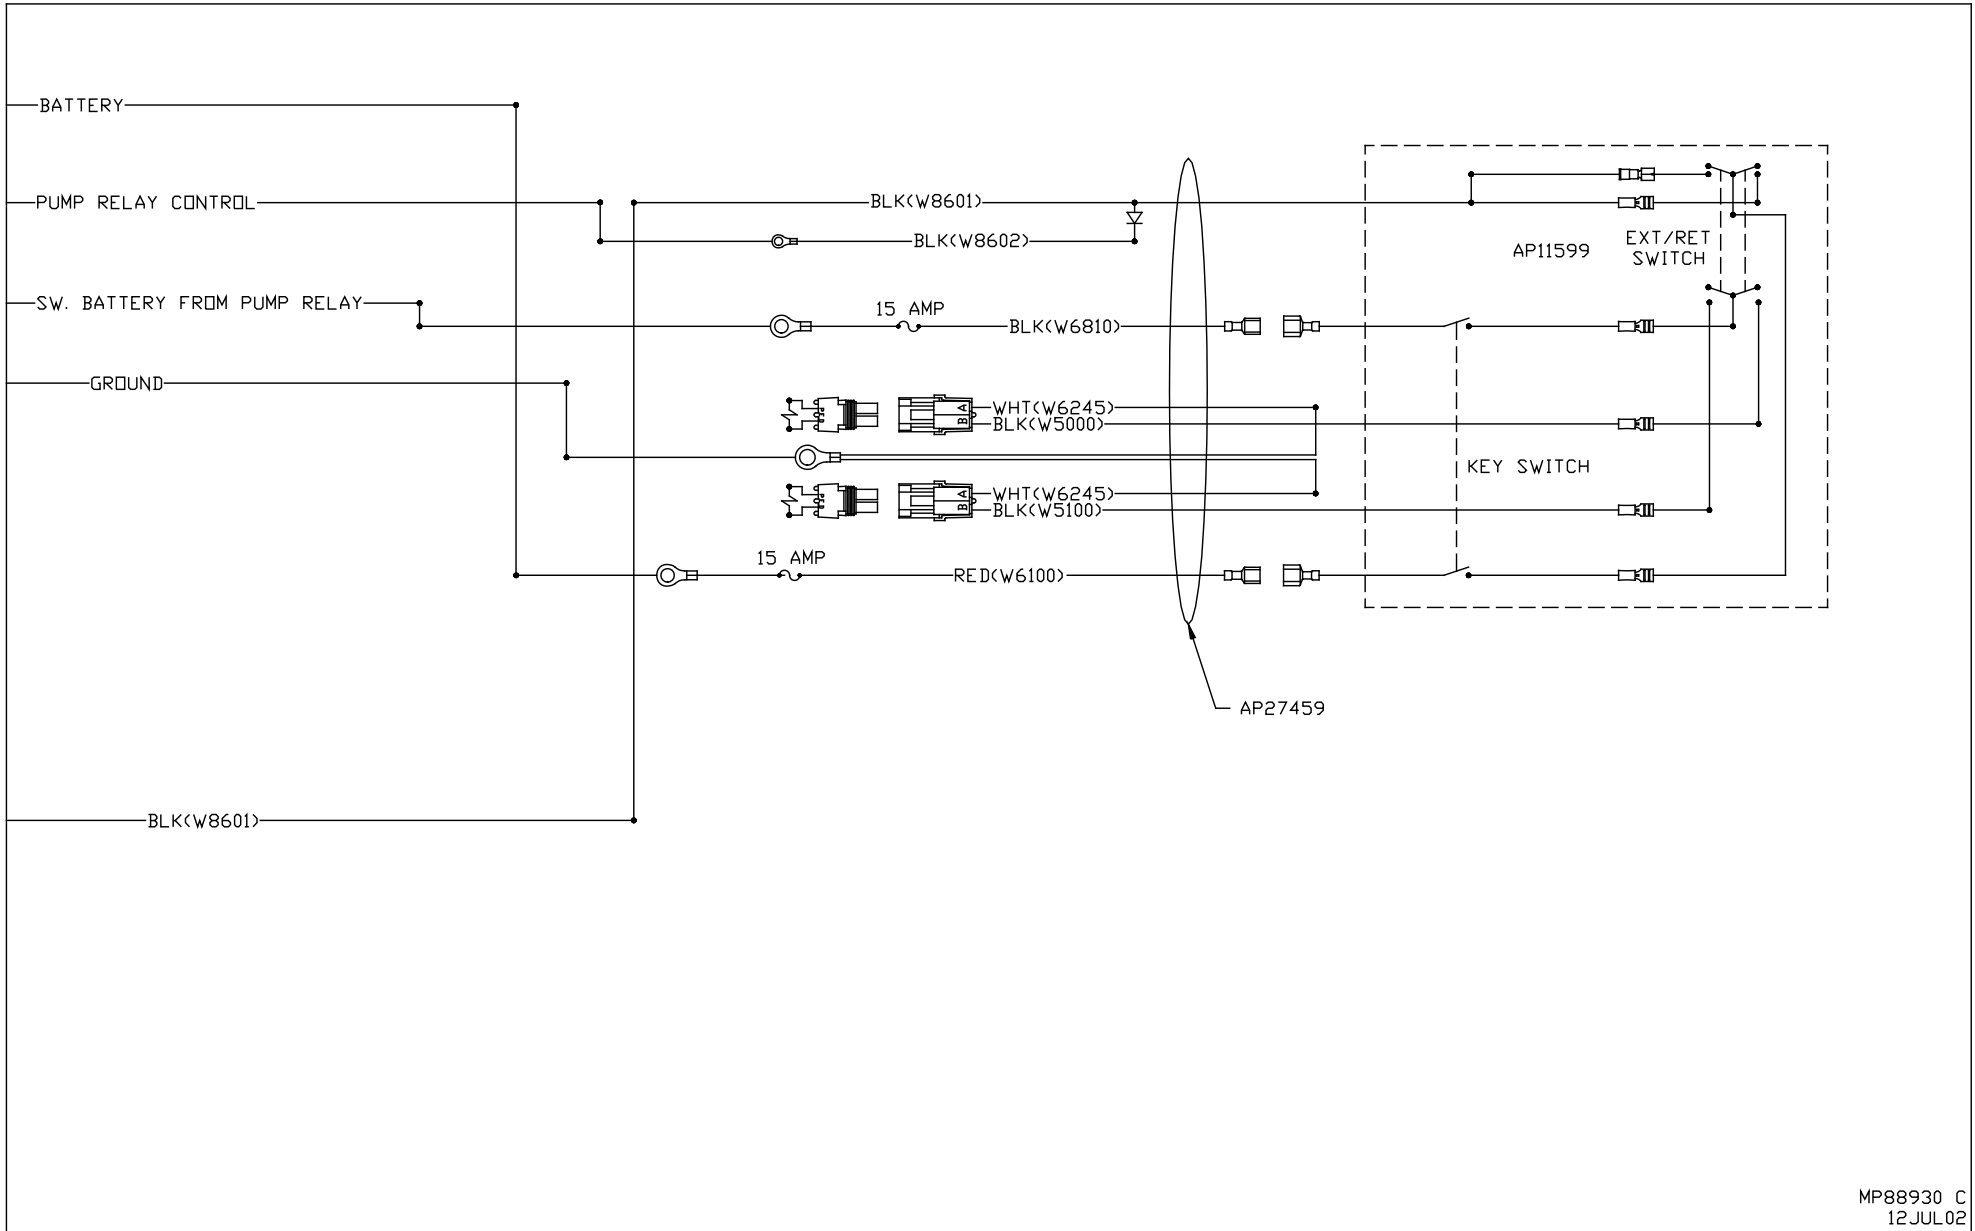 BATTERY
PUMP RELAY CONTROL
BLK(W8601)
BLK(W8602)
AP11599
EXT/RET
SWITCH
SW. BATTERY FROM PUMP RELAY
15 AMP
BLK(W6810)
GROUND
A
B
WHT(W6245)
BLK(W5000)
KEY SWITCH
A
B
WHT(W6245)
BLK(W5100)
15 AMP
RED(W6100)
AP27459
BLK(W8601)
MP88930 C
12JUL02